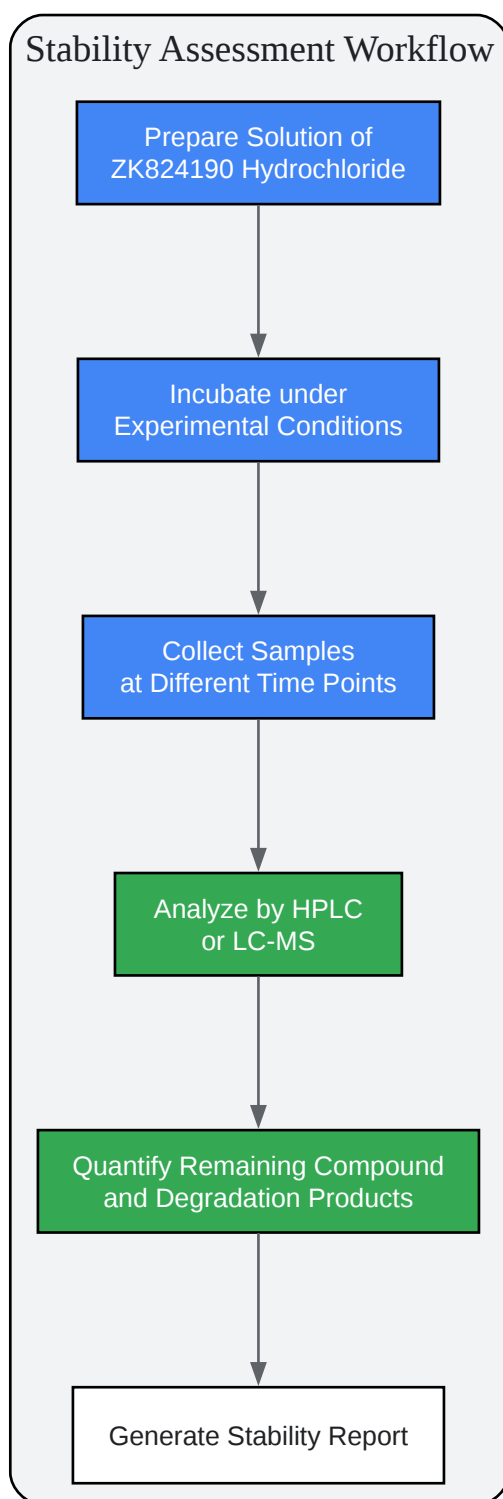 Stability Assessment Workflow
Prepare Solution of
ZK824190 Hydrochloride
Incubate under
Experimental Conditions
Collect Samples
at Different Time Points
Analyze by HPLC
or LC-MS
Quantify Remaining Compound
and Degradation Products
Generate Stability Report